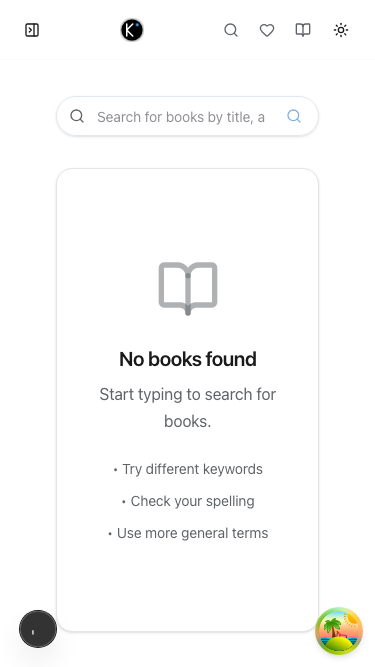 K
Search for books by title, a
No books found
Start typing to search for
books.
• Try different keywords
• Check your spelling
• Use more general terms